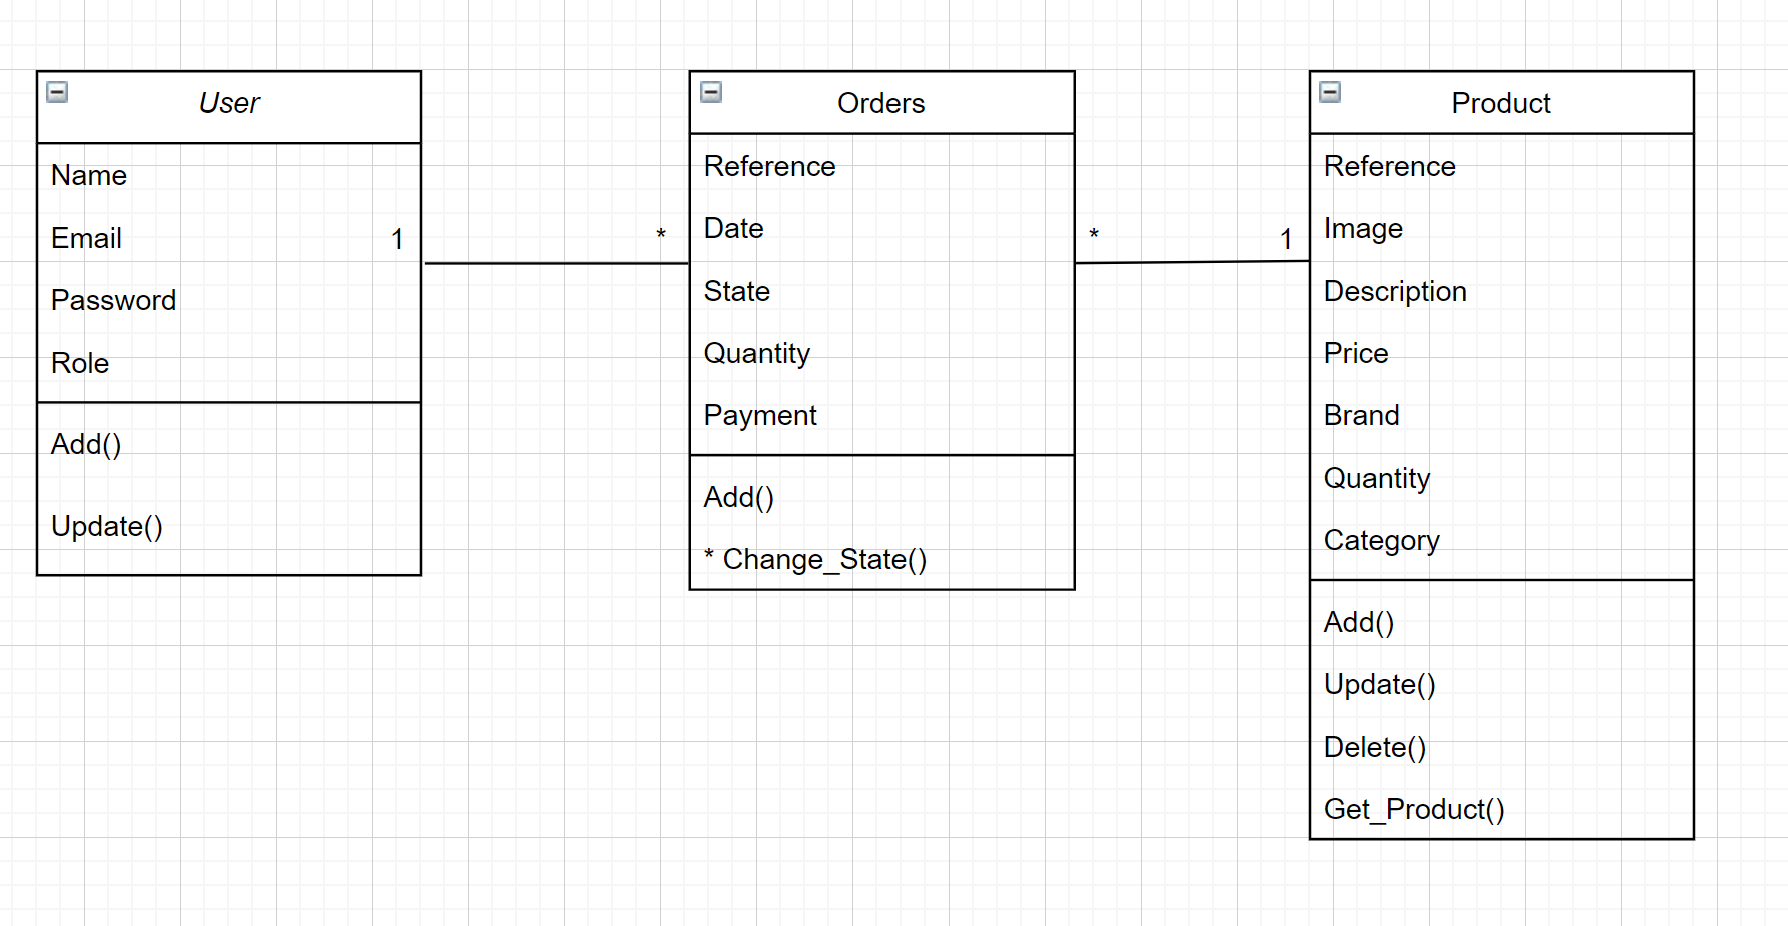 User
Name
Email
Password
Role
Add()
Update()
1
*
Orders
Reference
Date
State
Quantity
Payment
Add()
* Change_State()
*
1
Product
Reference
Image
Description
Price
Brand
Quantity
Category
Add()
Update()
Delete()
Get_Product()